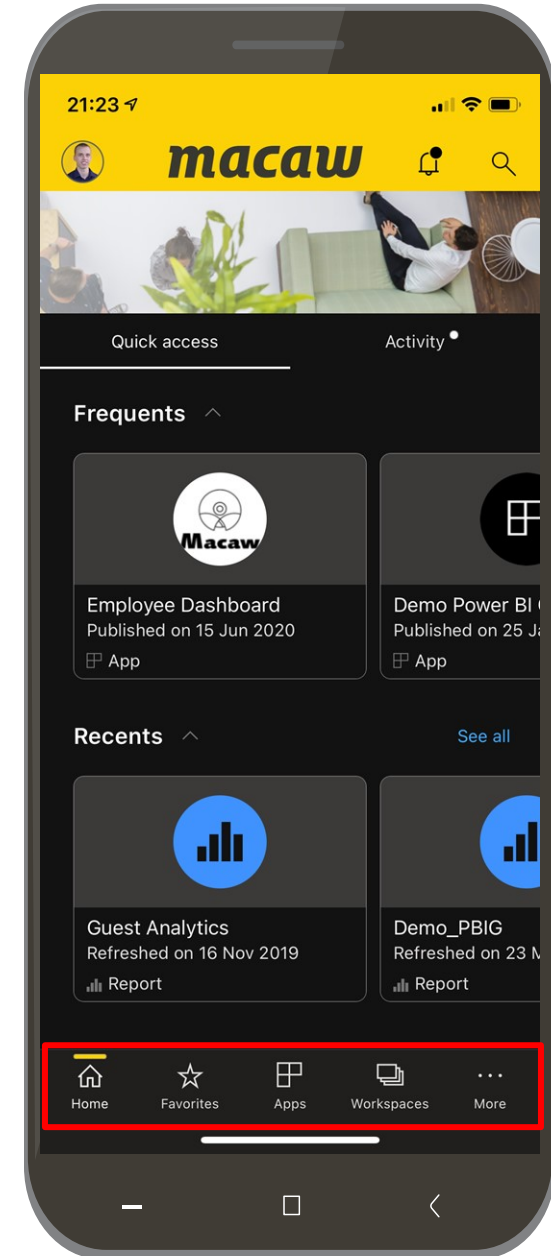 21:23
macaw
Quick access
Activity
Frequents
Macaw
Employee Dashboard
Published on 15 Jun 2020
App
Demo Power BI
Published on 25
App
Recents
See all
Guest Analytics
Refreshed on 16 Nov 2019
Report
Demo_PBIG
Refreshed on 23
Report
Home
Favorites
Apps
Workspaces
More